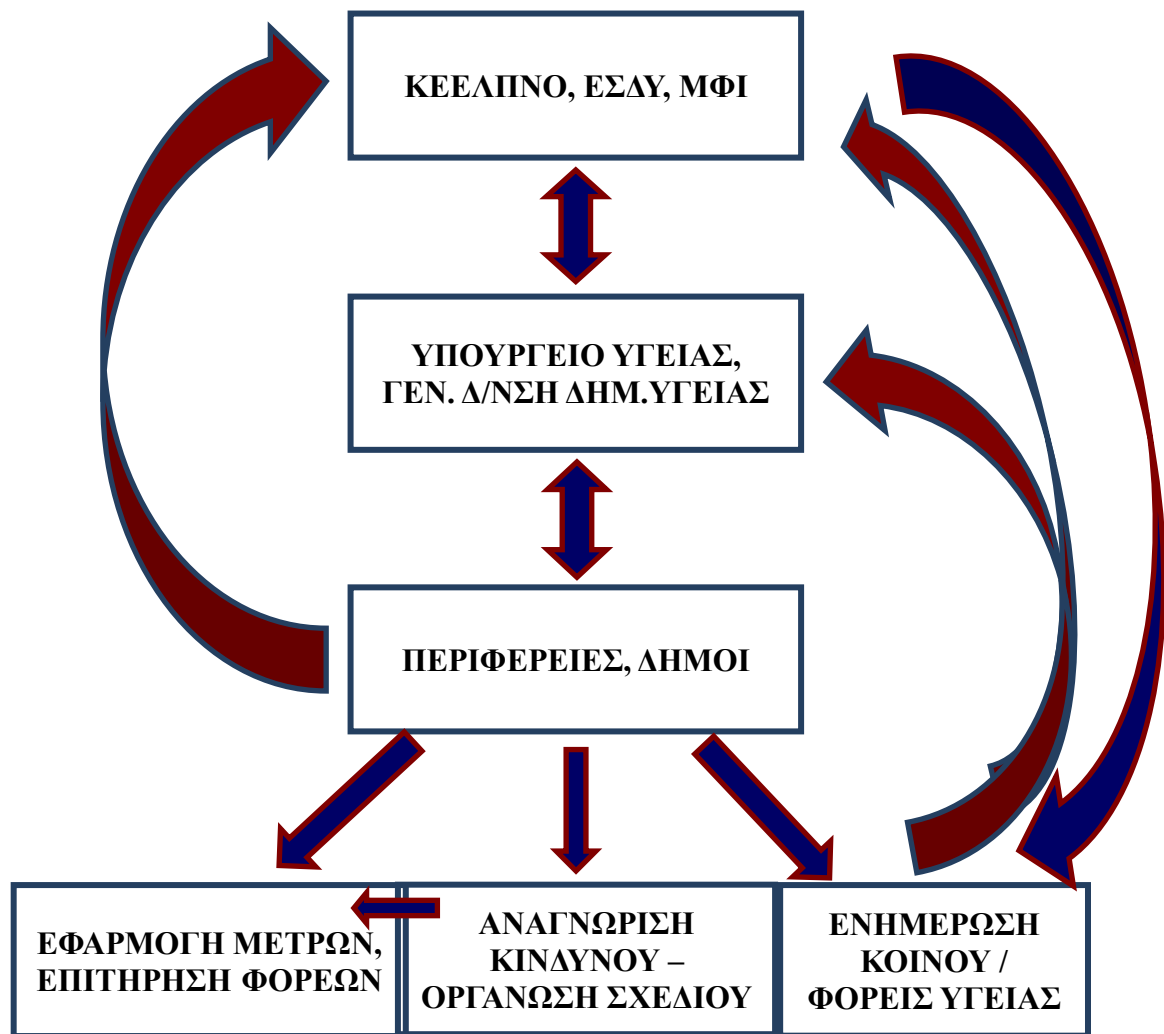 ΚΕΕΛΠΝΟ, ΕΣΔΥ, ΜΦΙ
ΥΠΟΥΡΓΕΙΟ ΥΓΕΙΑΣ,
ΓΕΝ. Δ/ΝΣΗ ΔΗΜ.ΥΓΕΙΑΣ
ΠΕΡΙΦΕΡΕΙΕΣ, ΔΗΜΟΙ
ΕΦΑΡΜΟΓΗ ΜΕΤΡΩΝ,
ΕΠΙΤΗΡΗΣΗ ΦΟΡΕΩΝ
ΑΝΑΓΝΩΡΙΣΗ
ΚΙΝΔΥΝΟΥ –
ΟΡΓΑΝΩΣΗ ΣΧΕΔΙΟΥ
ΕΝΗΜΕΡΩΣΗ
ΚΟΙΝΟΥ /
ΦΟΡΕΙΣ ΥΓΕΙΑΣ